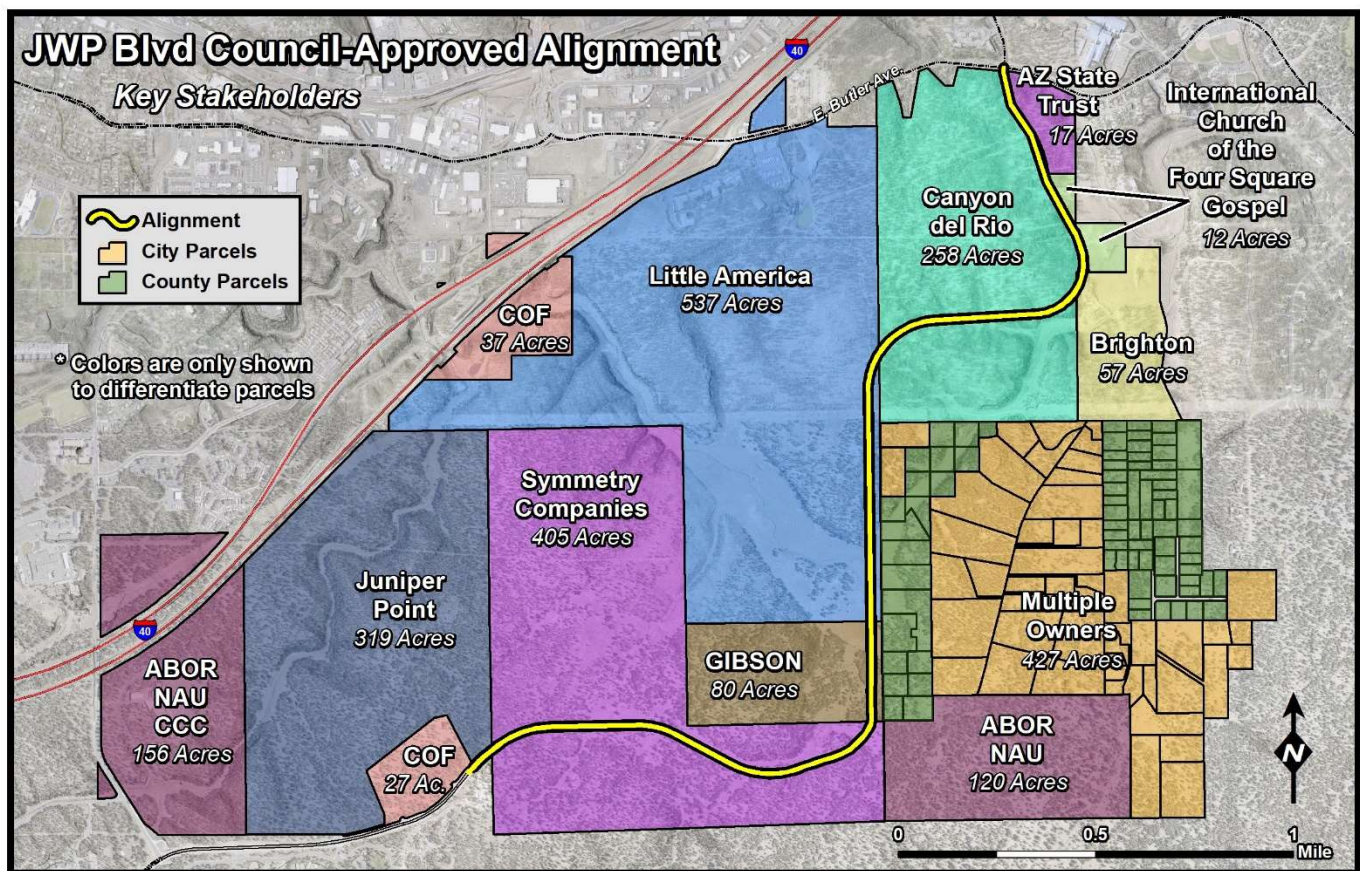 JWP Blvd Council-Approved Alignment
Key Stakeholders
40
E. Butler Ave.
AZ State
Trust
17 Acres
International
Church
of the
Four Square
Gospel
12 Acres
Alignment
City Parcels
County Parcels
* Colors are only shown
to differentiate parcels
Canyon
del Rio
258 Acres
Little America
537 Acres
COF
37 Acres
Brighton
57 Acres
Symmetry
Companies
405 Acres
Juniper
Point
319 Acres
Multiple
Owners
427 Acres
40
ABOR
NAU
CCC
156 Acres
GIBSON
80 Acres
COF
27 Ac.
ABOR
NAU
120 Acres
N
0 0.5 1
Mile